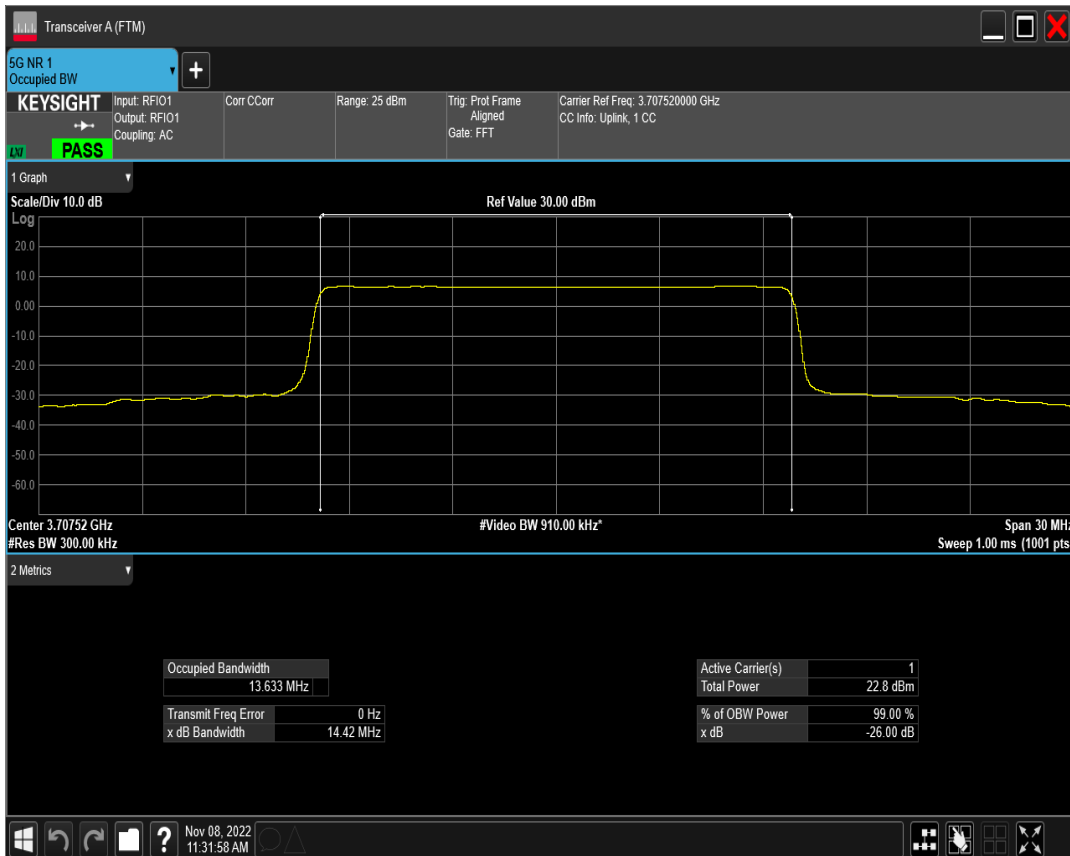 Transceiver A (FTM)
5G NR 1
Occupied BW
+
KEYSIGHT
LXI
PASS
Input: RFIO1
Output: RFIO1
Coupling: AC
Corr CCorr
Range: 25 dBm
Trig: Prot Frame
Aligned
Gate: FFT
Carrier Ref Freq: 3.707520000 GHz
CC Info: Uplink, 1 CC
1 Graph
Scale/Div 10.0 dB
Ref Value 30.00 dBm
Log
20.0
10.0
0.00
-10.0
-20.0
-30.0
-40.0
-50.0
-60.0
Center 3.70752 GHz
#Video BW 910.00 kHz*
Span 30 MHz
#Res BW 300.00 kHz
Sweep 1.00 ms (1001 pts
2 Metrics
Occupied Bandwidth
13.633 MHz
Transmit Freq Error 0 Hz
x dB Bandwidth 14.42 MHz
Active Carrier(s) 1
Total Power 22.8 dBm
% of OBW Power 99.00 %
x dB -26.00 dB
?
Nov 08, 2022
11:31:58 AM